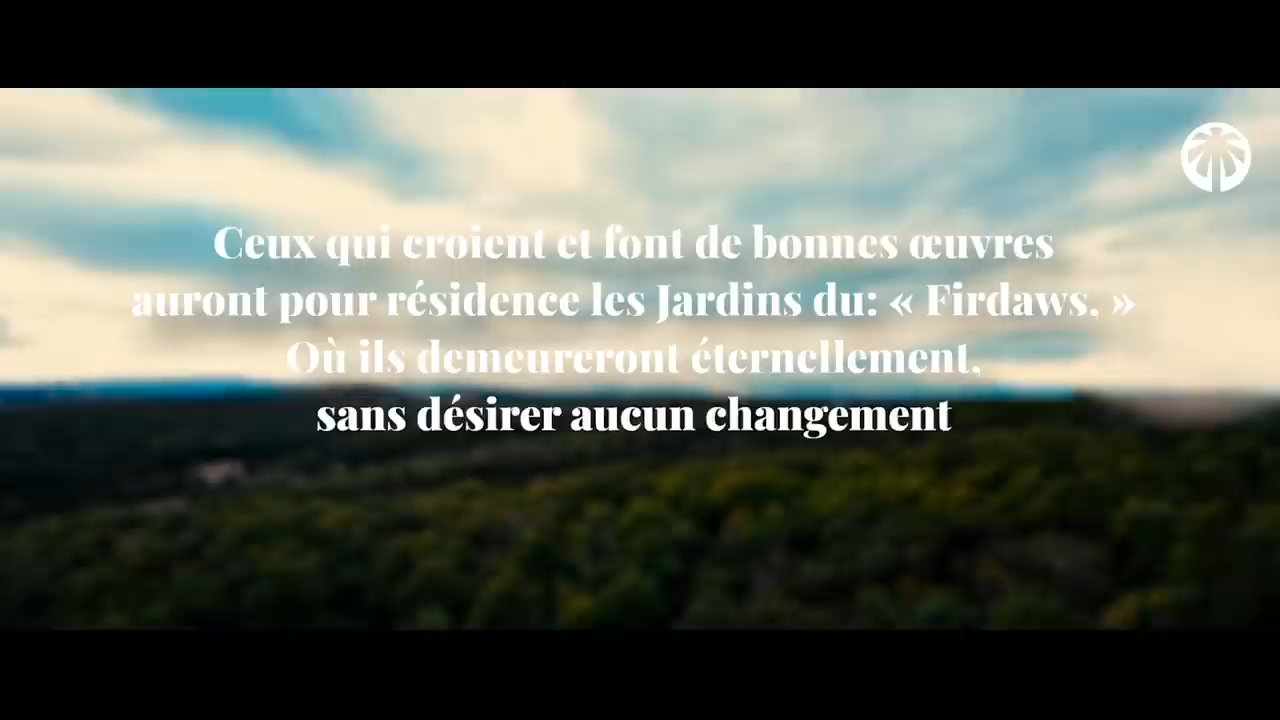 Ceux qui croient et font de bonnes œuvres
auront pour résidence les Jardins du: « Firdaws, »
Où ils demeureront éternellement,
sans désirer aucun changement